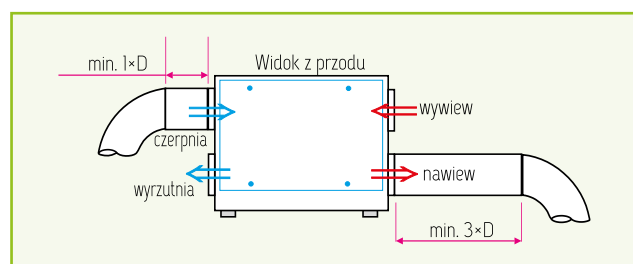 min. 1×D
Widok z przodu
wywiew
czerpnia
nawiew
wyrzutnia
min. 3×D